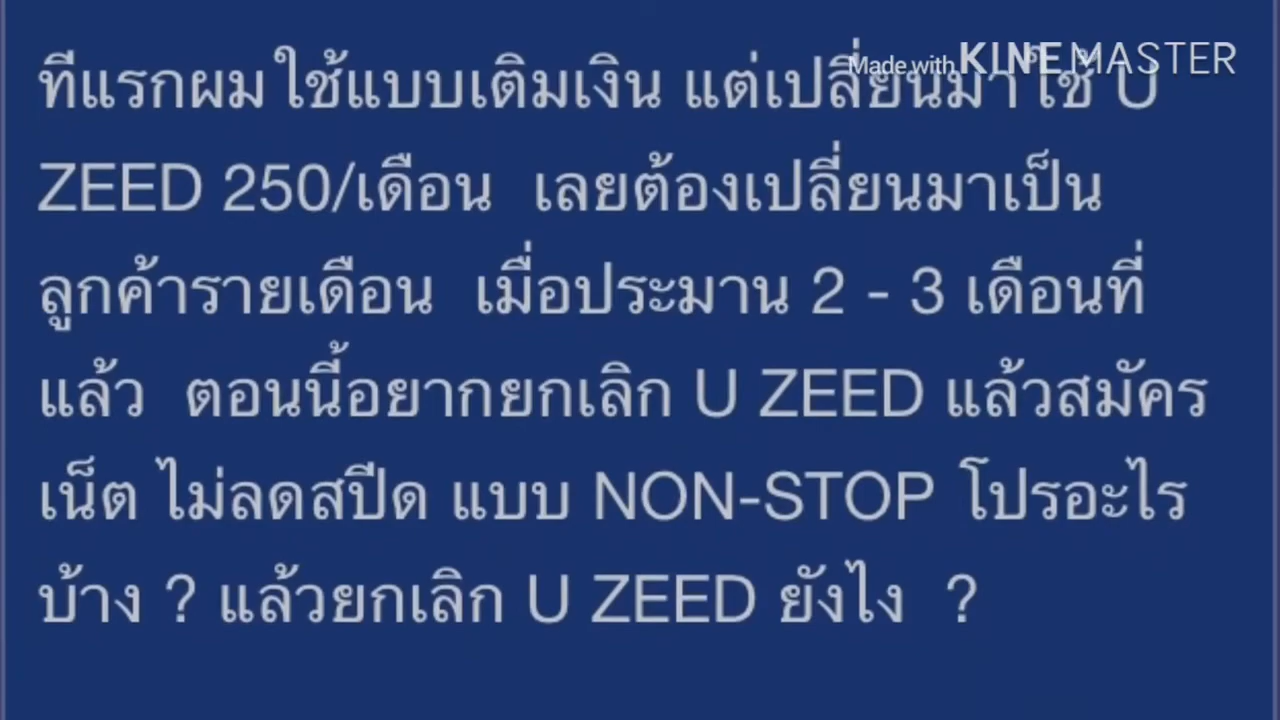 ทีแรกผมใช้แบบเติมเงิน แต่เปลี่ยนมาใช้ U
Made with KINEMASTER
ZEED 250/เดือน เลยต้องเปลี่ยนมาเป็น
ลูกค้ารายเดือน เมื่อประมาน 2 - 3 เดือนที่
แล้ว ตอนนี้อยากยกเลิก U ZEED แล้วสมัคร
เน็ต ไม่ลดสปีด แบบ NON-STOP โปรอะไร
บ้าง ? แล้วยกเลิก U ZEED ยังไง ?